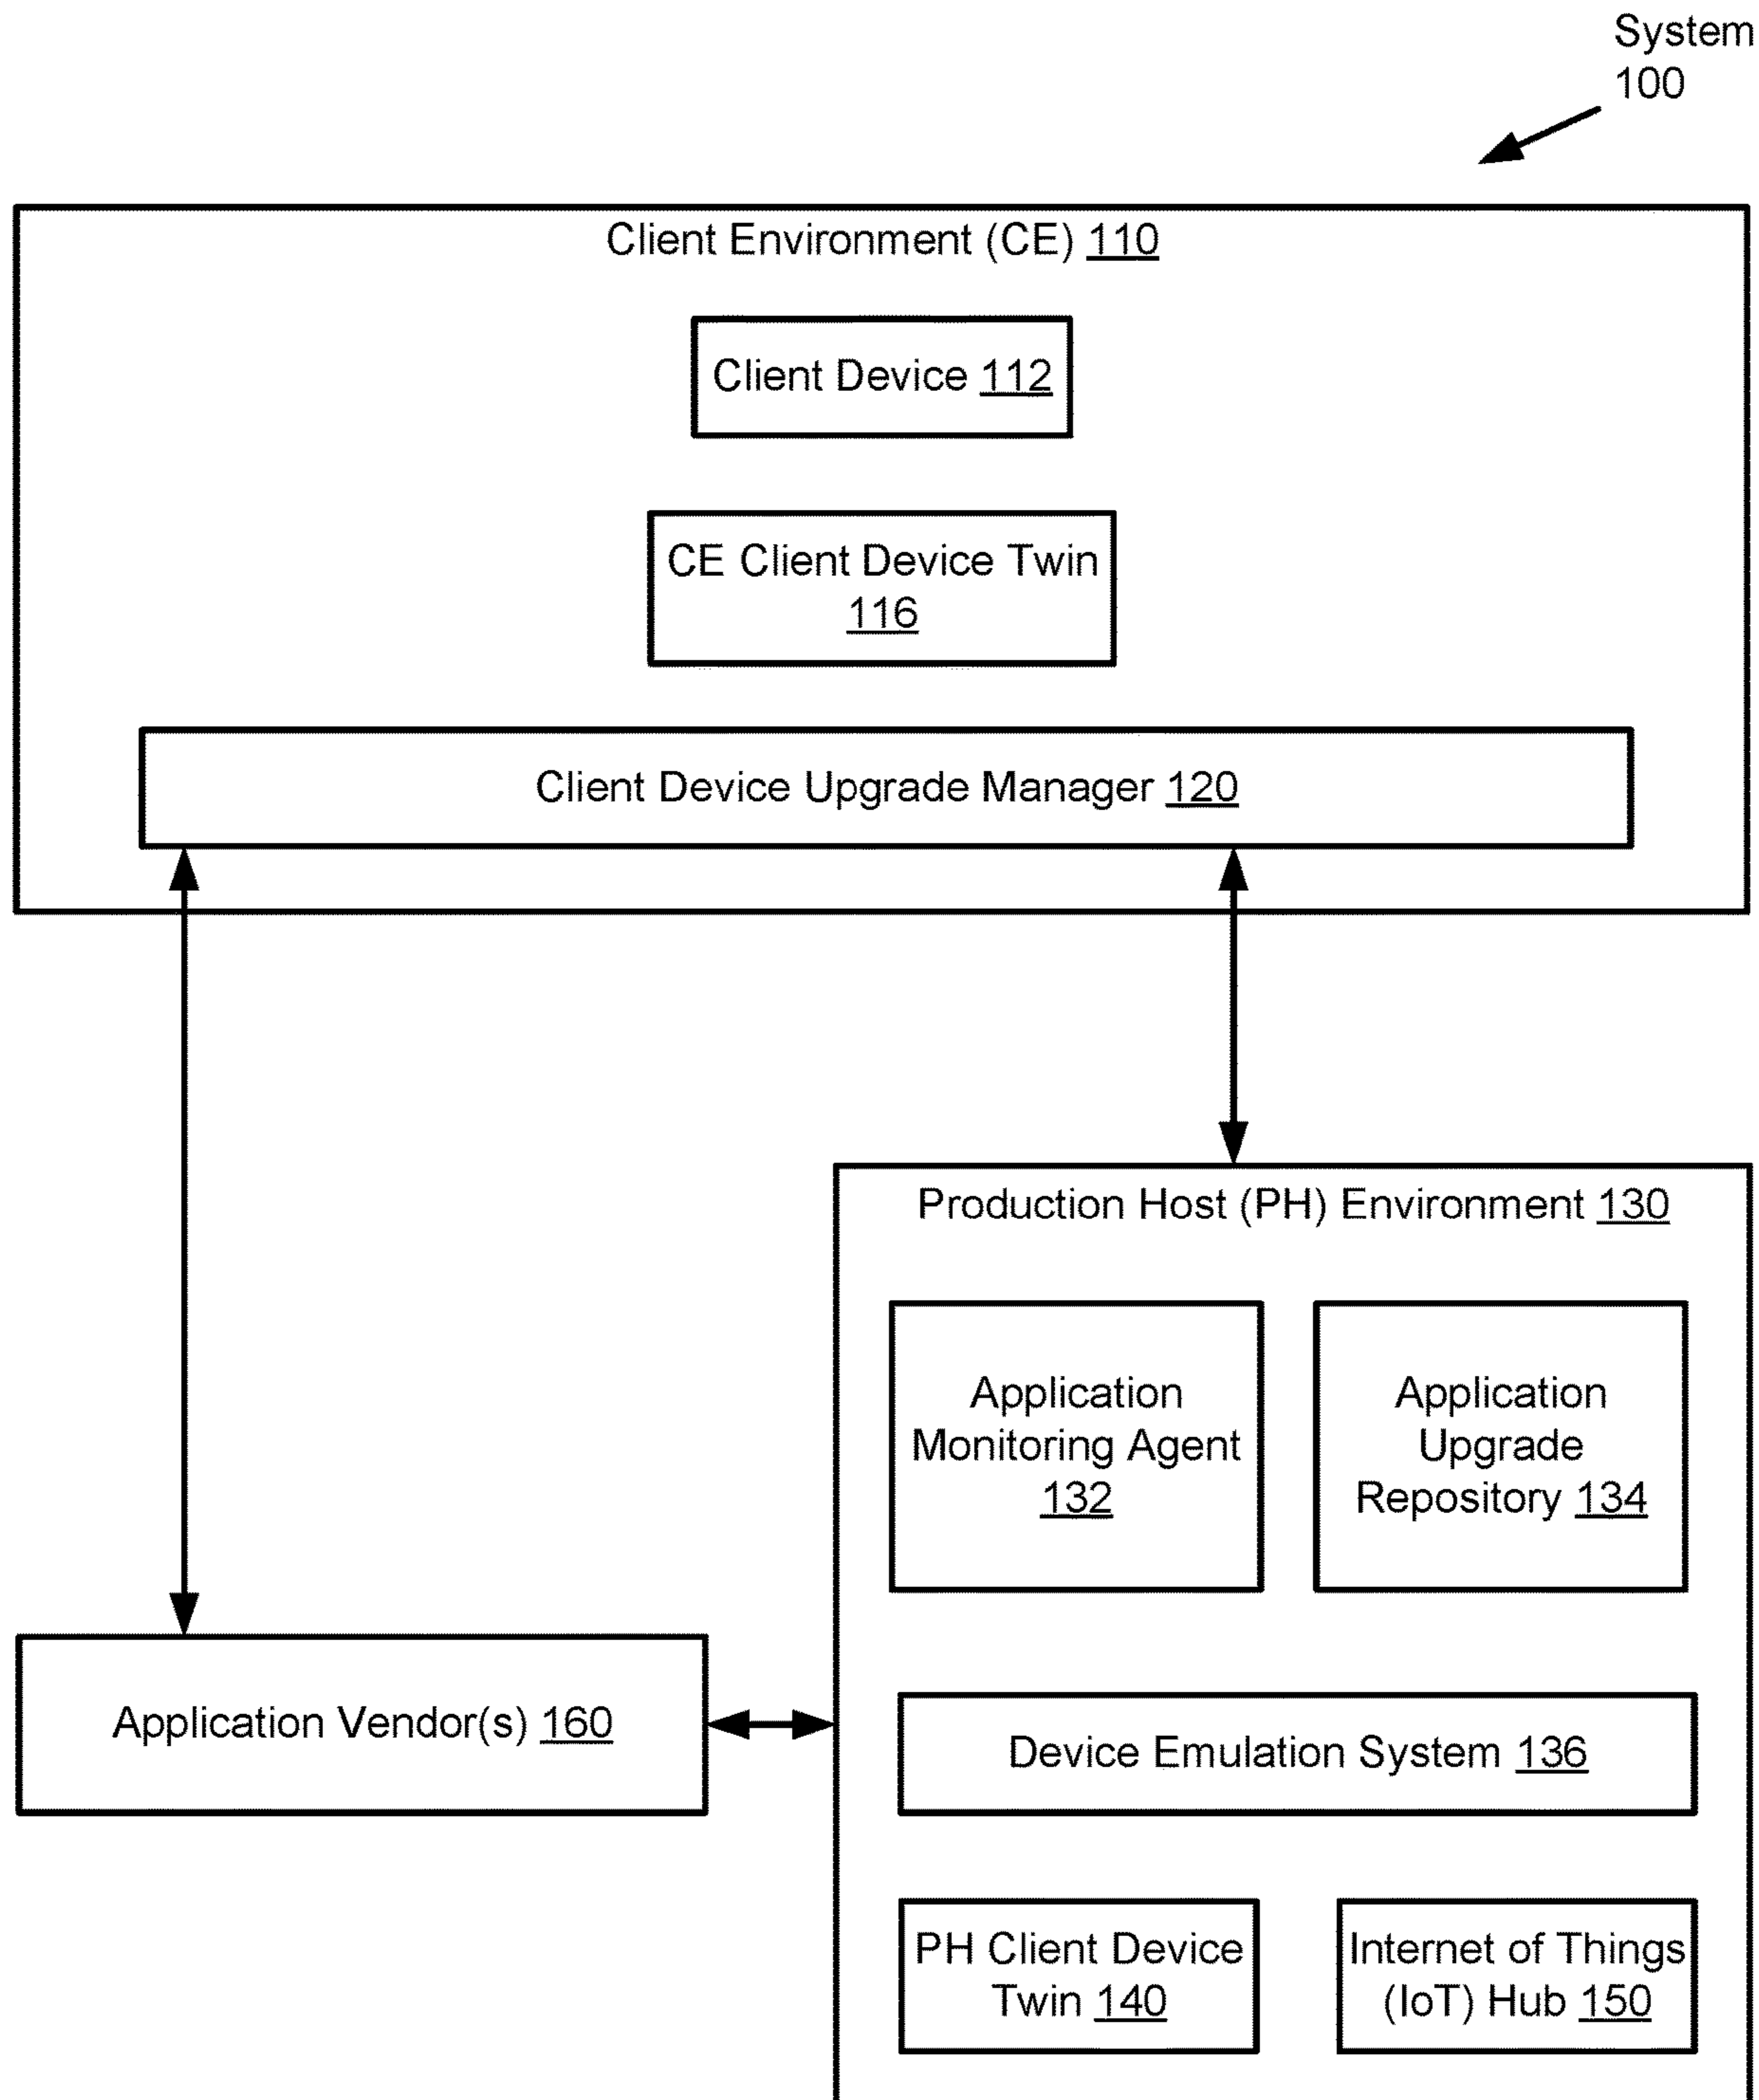 System
100
Client Environment (CE) 110
Client Device 112
CE Client Device Twin
116
Client Device Upgrade Manager 120
Production Host (PH) Environment 130
Application
Monitoring Agent
132
Application
Upgrade
Repository 134
Application Vendor(s) 160
Device Emulation System 136
PH Client Device
Twin 140
Internet of Things
(IoT) Hub 150